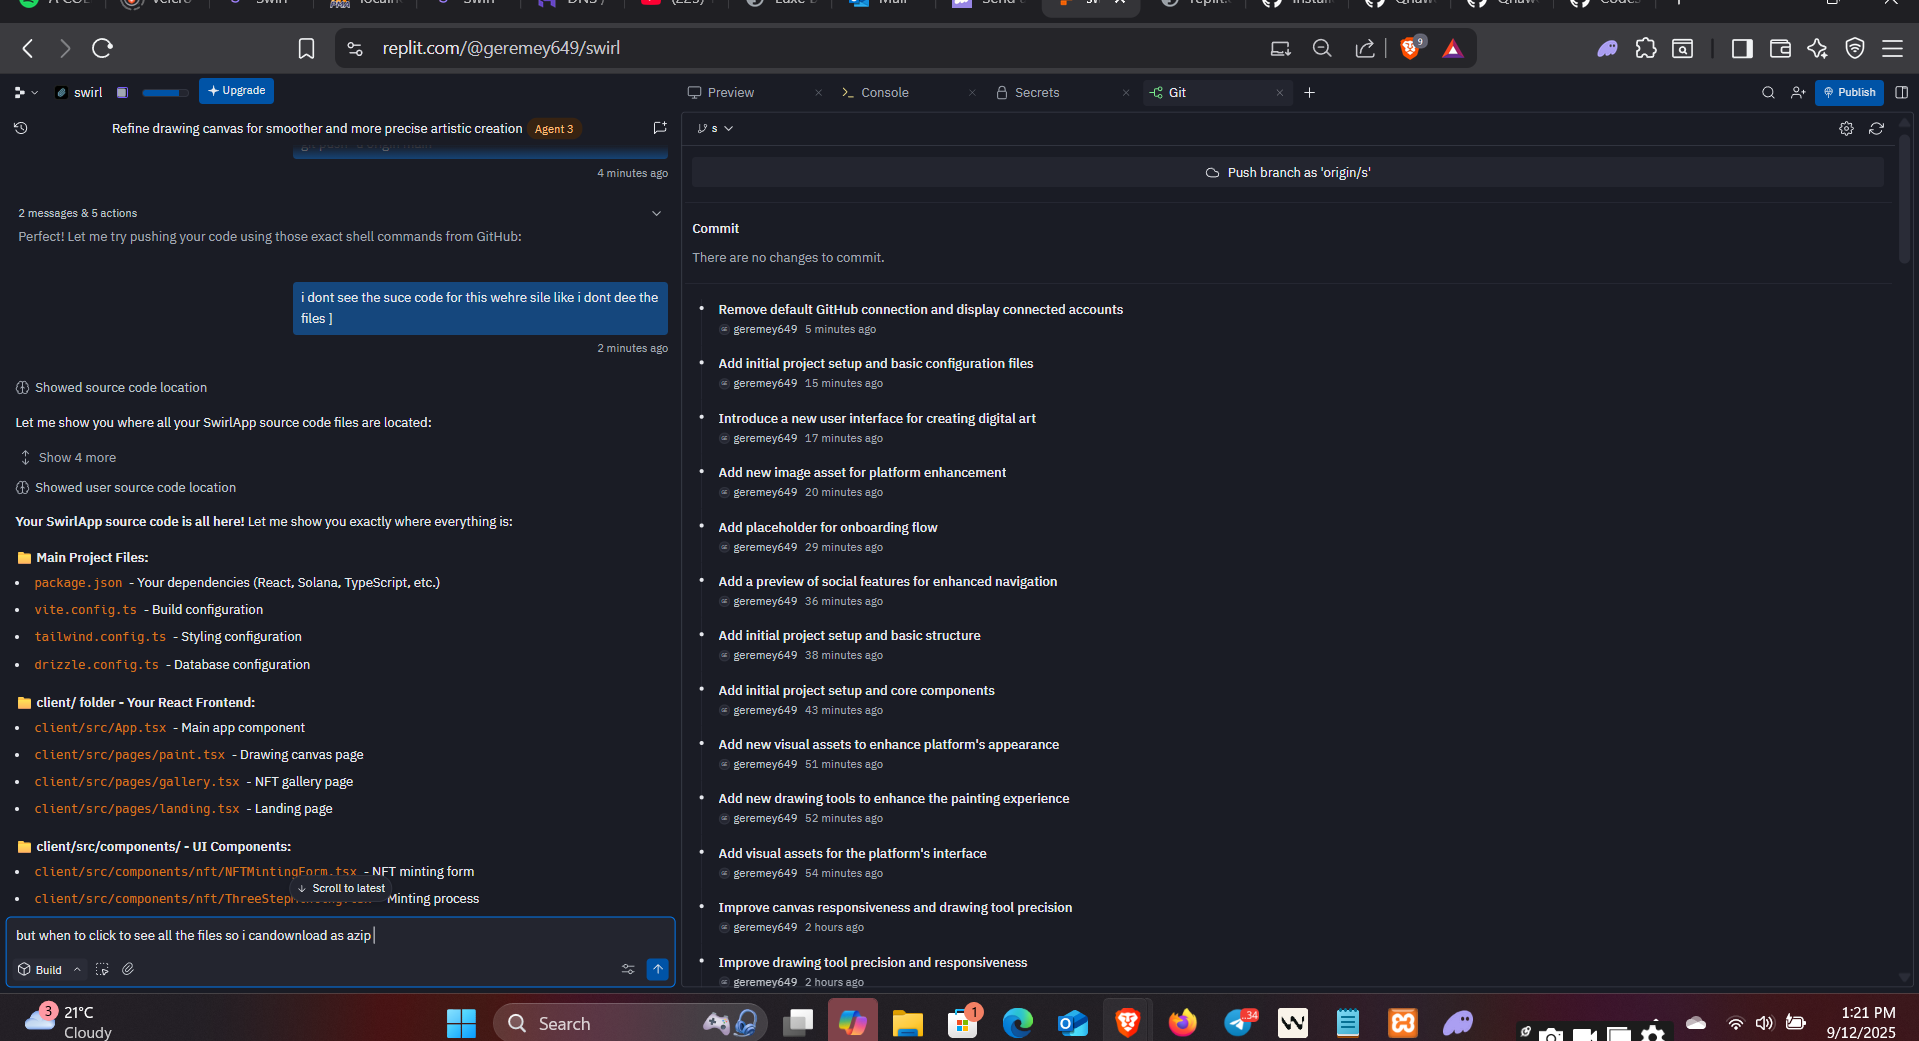 replit.com/@geremey649/swirl
9
swirl
Upgrade
Preview
Console
Secrets
Git
Publish
Refine drawing canvas for smoother and more precise artistic creation
Agent 3
4 minutes ago
2 messages & 5 actions
Perfect! Let me try pushing your code using those exact shell commands from GitHub:
i dont see the suce code for this wehre sile like i dont dee the
files ]
2 minutes ago
Showed source code location
Let me show you where all your SwirlApp source code files are located:
Show 4 more
Showed user source code location
Your SwirlApp source code is all here! Let me show you exactly where everything is:
Main Project Files:
package.json - Your dependencies (React, Solana, TypeScript, etc.)
vite.config.ts - Build configuration
tailwind.config.ts - Styling configuration
drizzle.config.ts - Database configuration
client/ folder - Your React Frontend:
client/src/App.tsx - Main app component
client/src/pages/paint.tsx - Drawing canvas page
client/src/pages/gallery.tsx - NFT gallery page
client/src/pages/landing.tsx - Landing page
client/src/components/ - UI Components:
client/src/components/nft/NFTMintingForm.tsx - NFT minting form
Scroll to latest
Minting process
but when to click to see all the files so i candownload as azip
Build
s
Push branch as 'origin/s'
Commit
There are no changes to commit.
Remove default GitHub connection and display connected accounts
geremey649 5 minutes ago
Add initial project setup and basic configuration files
geremey649 15 minutes ago
Introduce a new user interface for creating digital art
geremey649 17 minutes ago
Add new image asset for platform enhancement
geremey649 20 minutes ago
Add placeholder for onboarding flow
geremey649 29 minutes ago
Add a preview of social features for enhanced navigation
geremey649 36 minutes ago
Add initial project setup and basic structure
geremey649 38 minutes ago
Add initial project setup and core components
geremey649 43 minutes ago
Add new visual assets to enhance platform's appearance
geremey649 51 minutes ago
Add new drawing tools to enhance the painting experience
geremey649 52 minutes ago
Add visual assets for the platform's interface
geremey649 54 minutes ago
Improve canvas responsiveness and drawing tool precision
geremey649 2 hours ago
Improve drawing tool precision and responsiveness
geremey649 2 hours ago
3
21°C
Cloudy
Search
1
34
1:21 PM
9/12/2025